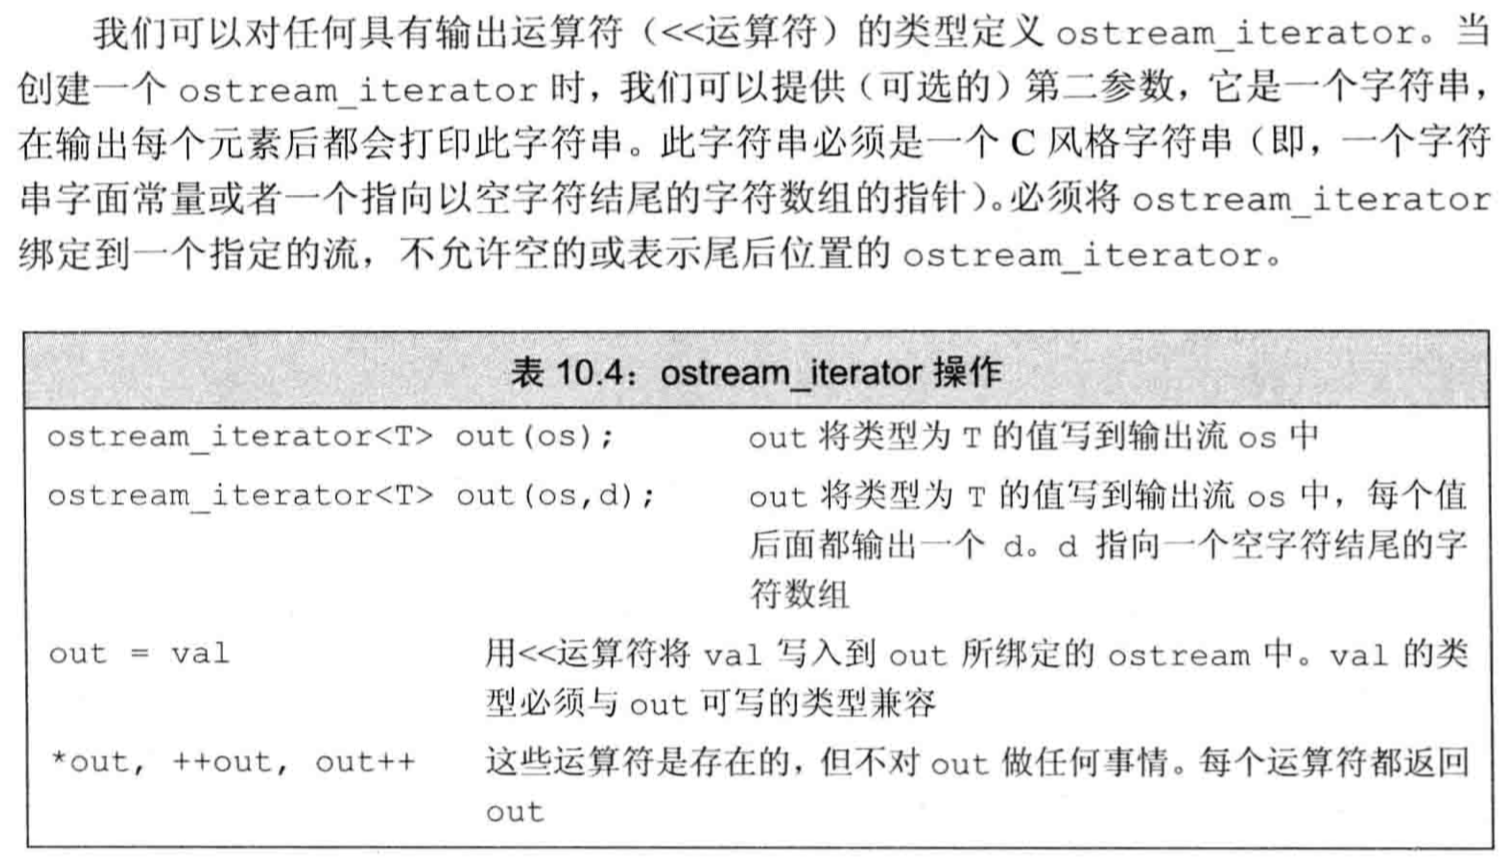 我们可以对任何具有输出运算符（<<运算符）的类型定义 ostream_iterator。当
创建一个 ostream_iterator 时，我们可以提供（可选的）第二参数，它是一个字符串，
在输出每个元素后都会打印此字符串。此字符串必须是一个 C 风格字符串（即，一个字符
串字面常量或者一个指向以空字符结尾的字符数组的指针）。必须将 ostream_iterator
绑定到一个指定的流，不允许空的或表示尾后位置的 ostream_iterator。
表 10.4：ostream_iterator 操作
ostream_iterator<T> out(os); out 将类型为 T 的值写到输出流 os 中
ostream_iterator<T> out(os,d); out 将类型为 T 的值写到输出流 os 中，每个值
后面都输出一个 d。d 指向一个空字符结尾的字
符数组
out = val 用<<运算符将 val 写入到 out 所绑定的 ostream 中。val 的类
型必须与 out 可写的类型兼容
*out, ++out, out++ 这些运算符是存在的，但不对 out 做任何事情。每个运算符都返回
out